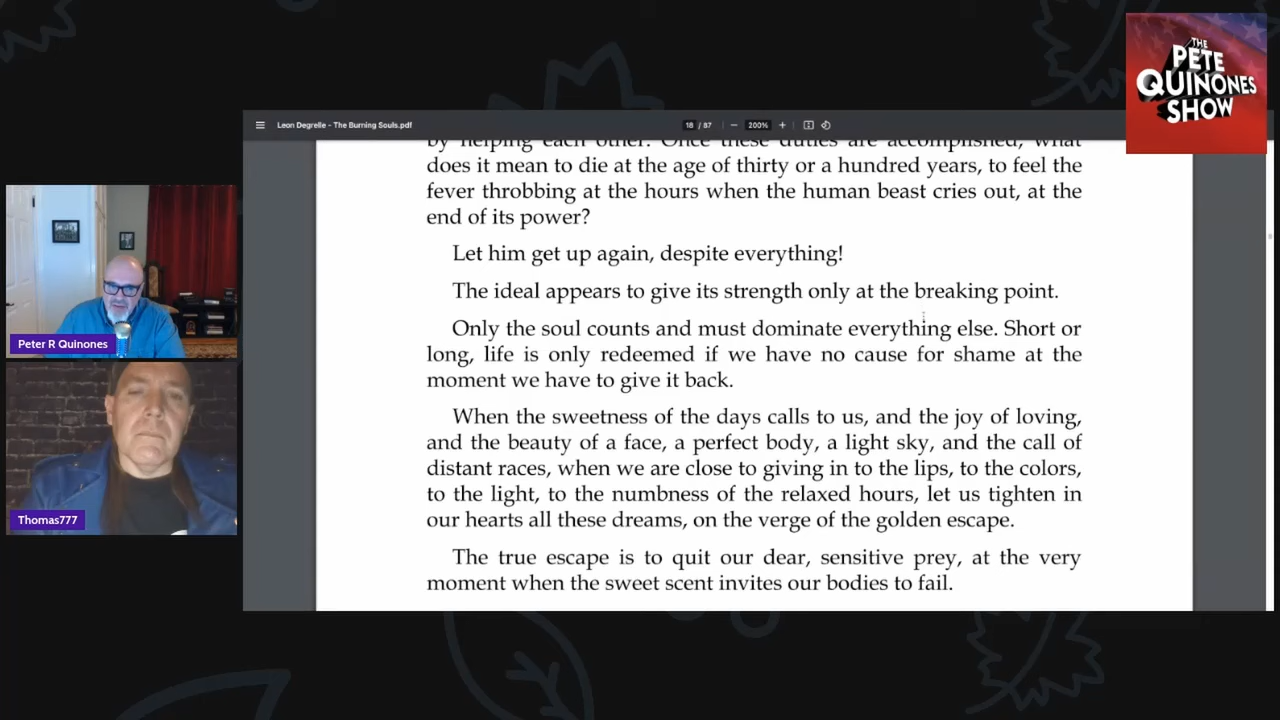 THE
PETE
QUINONES
SHOW
Leon Degrelle - The Burning Souls.pdf
18 / 87
200%
by helping each other. Once these duties are accomplished, what
does it mean to die at the age of thirty or a hundred years, to feel the
fever throbbing at the hours when the human beast cries out, at the
end of its power?
Let him get up again, despite everything!
The ideal appears to give its strength only at the breaking point.
Only the soul counts and must dominate everything else. Short or
long, life is only redeemed if we have no cause for shame at the
moment we have to give it back.
When the sweetness of the days calls to us, and the joy of loving,
and the beauty of a face, a perfect body, a light sky, and the call of
distant races, when we are close to giving in to the lips, to the colors,
to the light, to the numbness of the relaxed hours, let us tighten in
our hearts all these dreams, on the verge of the golden escape.
The true escape is to quit our dear, sensitive prey, at the very
moment when the sweet scent invites our bodies to fail.
Peter R Quinones
Thomas777